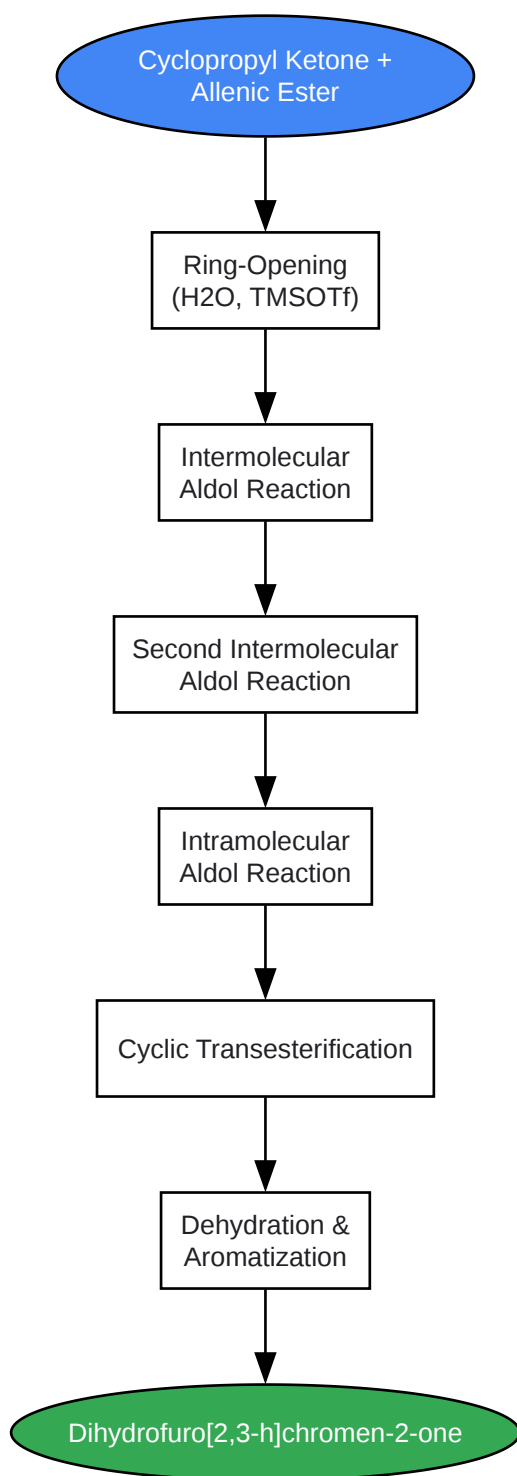 Cyclopropyl Ketone +
Allenic Ester
Ring-Opening
(H2O, TMSOTf)
Intermolecular
Aldol Reaction
Second Intermolecular
Aldol Reaction
Intramolecular
Aldol Reaction
Cyclic Transesterification
Dehydration &
Aromatization
Dihydrofuro[2,3-h]chromen-2-one